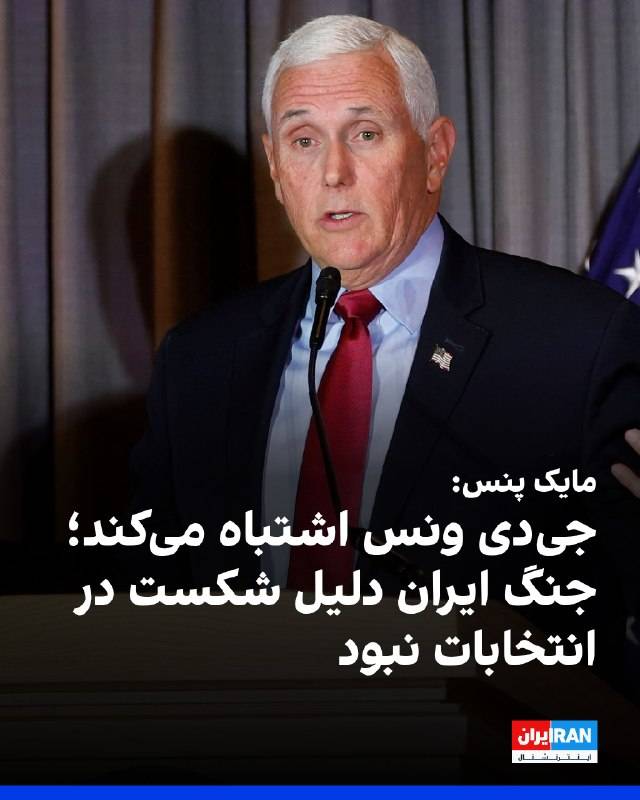 مایک پنس:
جی‌دی ونس اشتباه می‌کند؛
جنگ ایران دلیل شکست در
انتخابات نبود
ایران IRAN
اینترنشنال